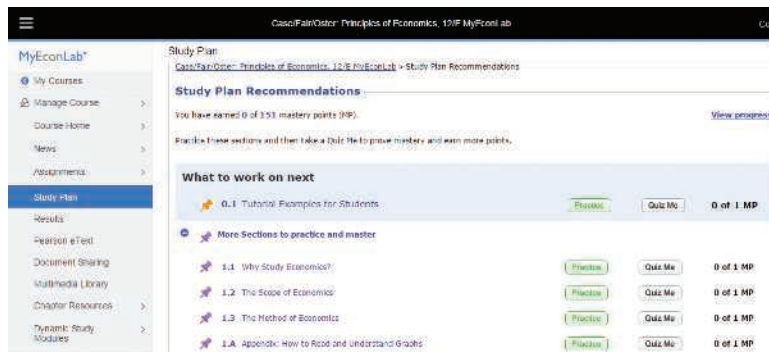 Case/Fair/Oster: Principles of Economics, 12/E MyEconLab
Co
MyEconLab®
My Courses
Manage Course
Course Home
News
Assignments
Study Plan
Results
Pearson eText
Document Sharing
Multimedia Library
Chapter Resources
Dynamic Study
Modules
Study Plan
Case/Fair/Oster: Principles of Economics, 12/E MyEconLab > Study Plan Recommendations
Study Plan Recommendations
You have earned 0 of 151 mastery points (MP).
View progress
Practice these sections and then take a Quiz Me to prove mastery and earn more points.
What to work on next
0.1 Tutorial Examples for Students Practice Quiz Me 0 of 1 MP
More Sections to practice and master
1.1 Why Study Economics? Practice Quiz Me 0 of 1 MP
1.2 The Scope of Economics Practice Quiz Me 0 of 1 MP
1.3 The Method of Economics Practice Quiz Me 0 of 1 MP
1.A Appendix: How to Read and Understand Graphs Practice Quiz Me 0 of 1 MP